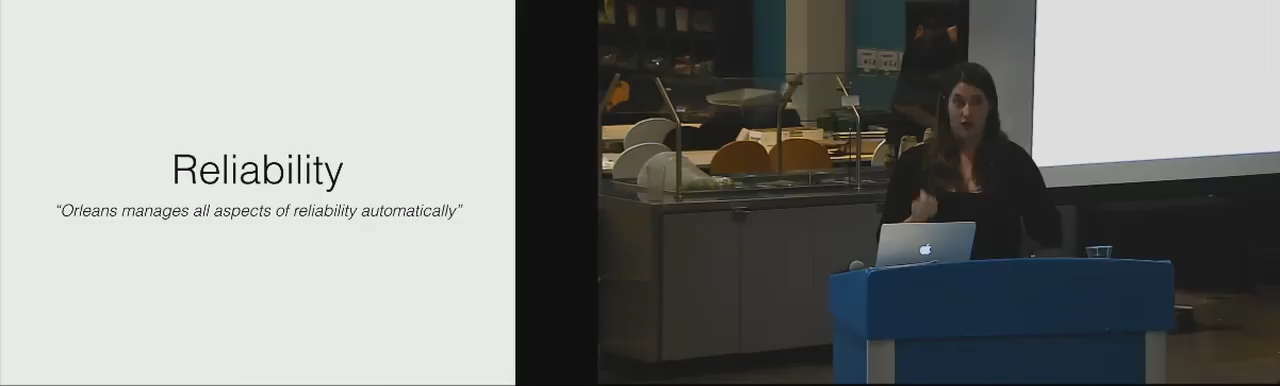 Reliability
“Orleans manages all aspects of reliability automatically”